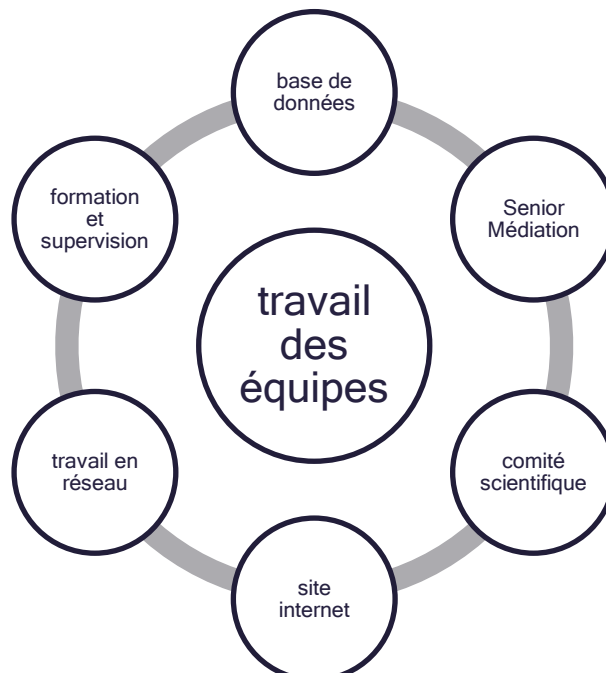 base de
données
formation
et
supervision
Senior
Médiation
travail
des
équipes
travail en
réseau
comité
scientifique
site
internet